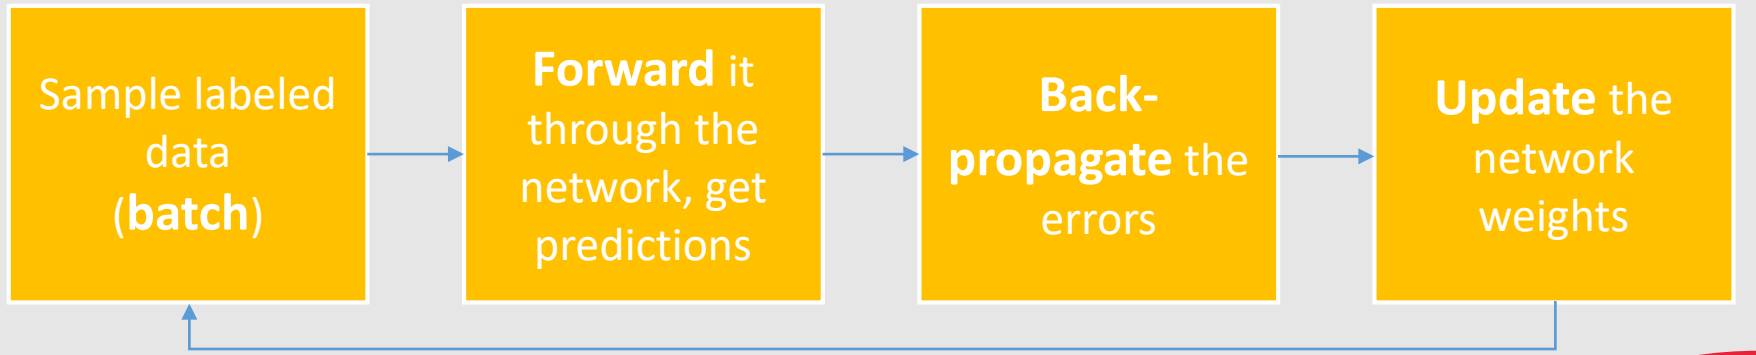 Sample labeled
data
(batch)
Forward it
through the
network, get
predictions
Back-
propagate the
errors
Update the
network
weights